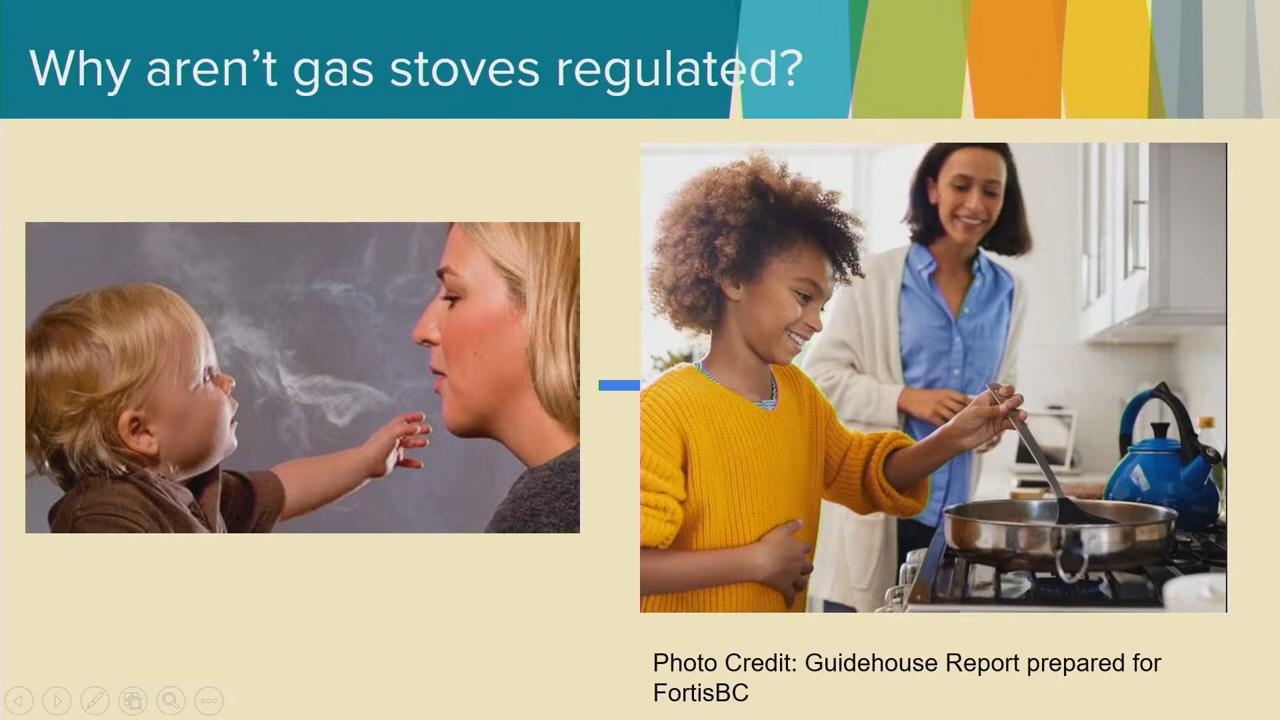 Why aren’t gas stoves regulated?
Photo Credit: Guidehouse Report prepared for
FortisBC